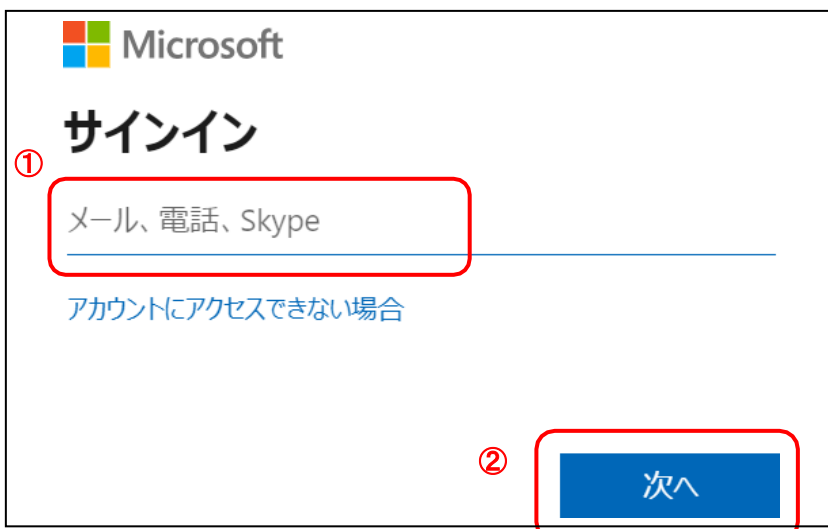 Microsoft
サインイン
①
メール、電話、Skype
アカウントにアクセスできない場合
②
次へ